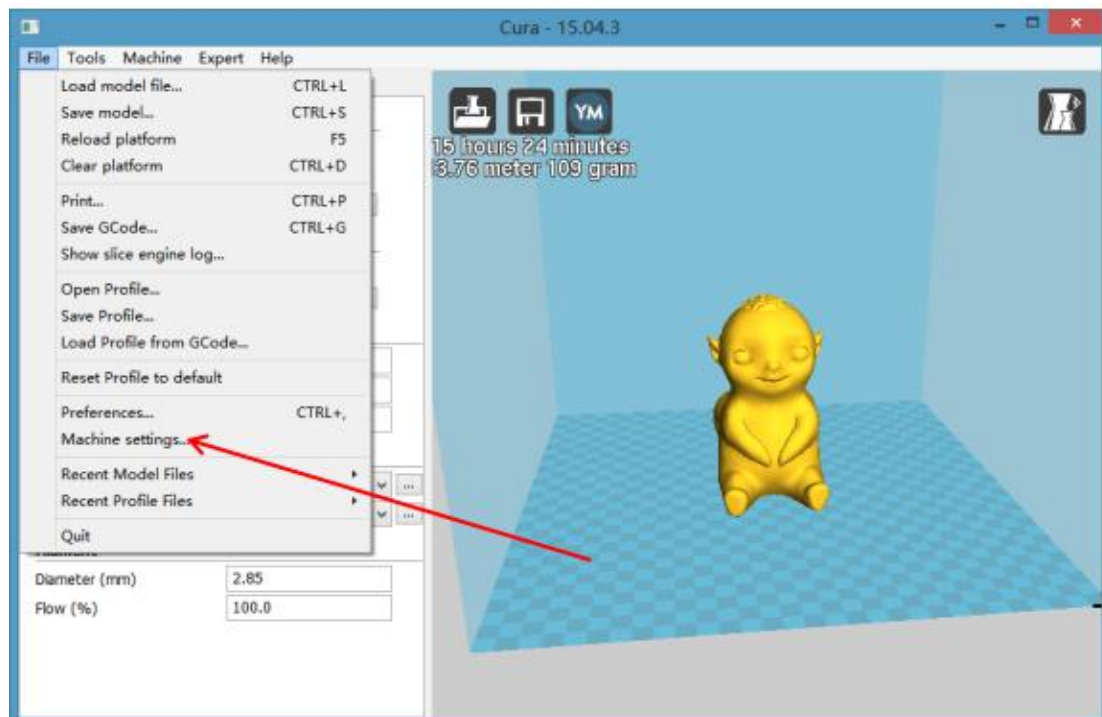 Cura - 15.04.3
File Tools Machine Expert Help
Load model file... CTRL+L
Save model... CTRL+S
Reload platform F5
Clear platform CTRL+D
Print... CTRL+P
Save GCode... CTRL+G
Show slice engine log...
Open Profile...
Save Profile...
Load Profile from GCode...
Reset Profile to default
Preferences... CTRL+,
Machine settings...
Recent Model Files
Recent Profile Files
Quit
Diameter (mm) 2.85
Flow (%) 100.0
YM
15 hours 24 minutes
3.76 meter 109 gram